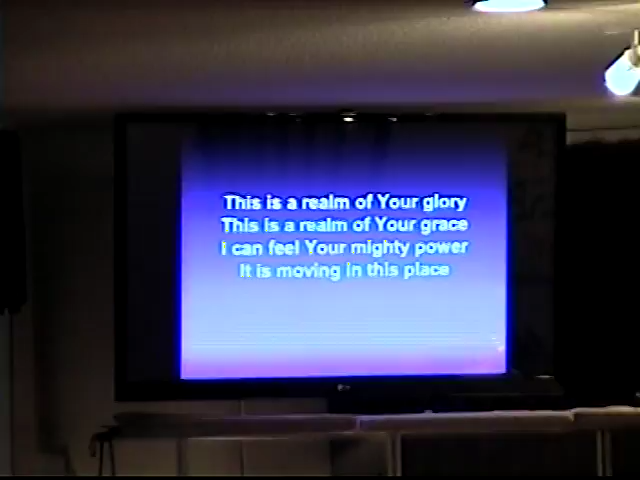 This is a realm of Your glory
This is a realm of Your grace
I can feel Your mighty power
It is moving in this place
LG